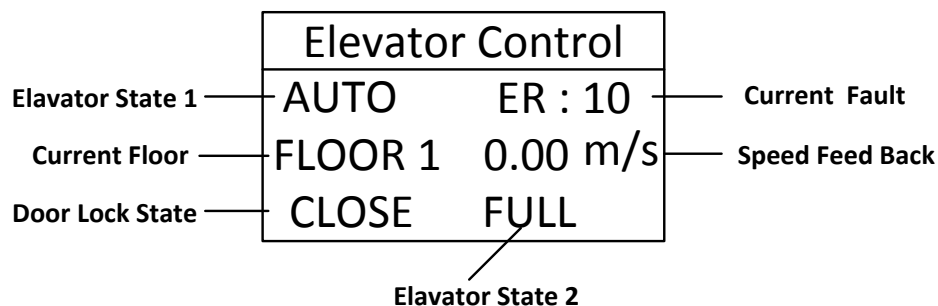 Elevator Control
Elavator State 1 AUTO ER : 10 Current Fault
Current Floor FLOOR 1 0.00 m/s Speed Feed Back
Door Lock State CLOSE FULL
Elavator State 2